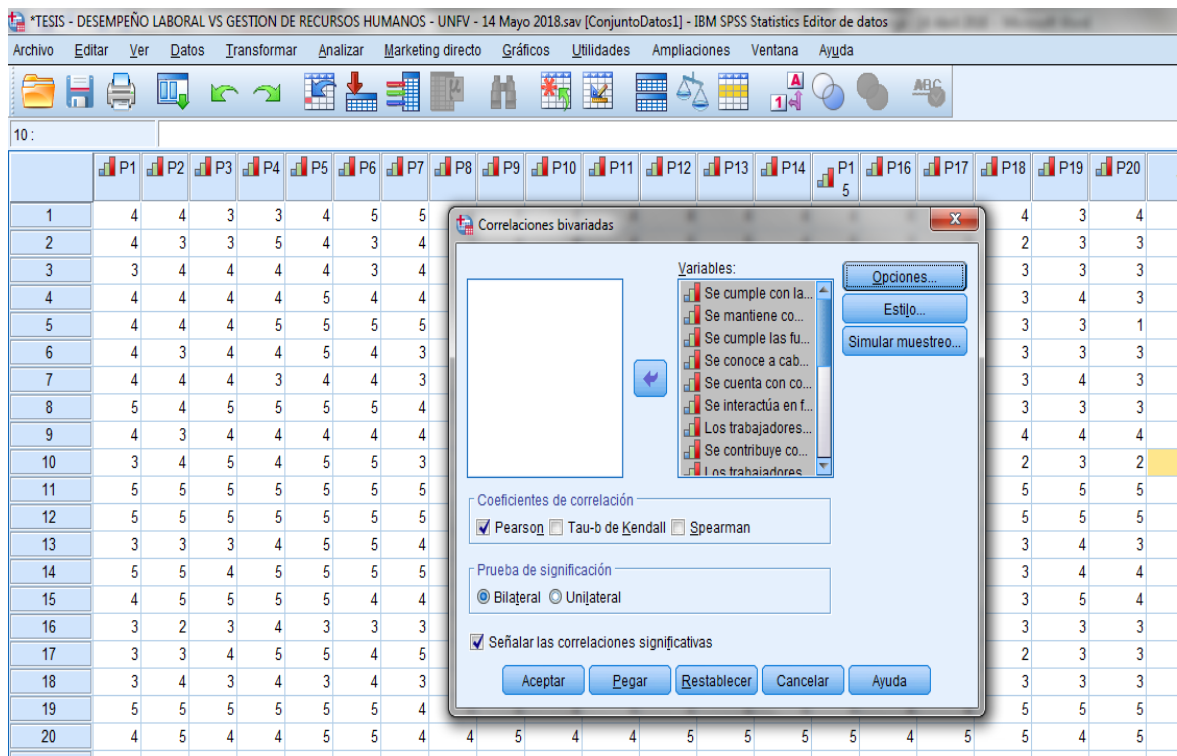 *TESIS - DESEMPEÑO LABORAL VS GESTION DE RECURSOS HUMANOS - UNFV - 14 Mayo 2018.sav [ConjuntoDatos1] - IBM SPSS Statistics Editor de datos
Archivo Editar Ver Datos Transformar Analizar Marketing directo Gráficos Utilidades Ampliaciones Ventana Ayuda
10 :
P1 P2 P3 P4 P5 P6 P7 P8 P9 P10 P11 P12 P13 P14 P15 P16 P17 P18 P19 P20
1 4 4 3 3 4 5 5 4 3 4
2 4 3 3 5 4 3 4 2 3 3
3 3 4 4 4 4 3 4 3 3 3
4 4 4 4 4 5 4 4 3 4 3
5 4 4 4 5 5 5 5 3 3 1
6 4 3 4 4 5 4 3 3 3 3
7 4 4 4 3 4 4 3 3 4 3
8 5 4 5 5 5 5 4 3 3 3
9 4 3 4 4 4 4 4 4 4 4
10 3 4 5 4 5 5 3 2 3 2
11 5 5 5 5 5 5 5 5 5 5
12 5 5 5 5 5 5 5 5 5 5
13 3 3 3 4 5 5 4 3 4 3
14 5 5 4 5 5 5 5 3 4 4
15 4 5 5 5 5 4 4 3 5 4
16 3 2 3 4 3 3 3 3 3 3
17 3 3 4 5 5 4 5 2 3 3
18 3 4 3 4 3 4 3 3 3 3
19 5 5 5 5 5 5 4 5 5 5
20 4 5 4 4 5 5 4 4 5 4 4 5 5 5 5 4 5 5 4 5
Correlaciones bivariadas
Variables:
Se cumple con la...
Se mantiene co...
Se cumple las fu...
Se conoce a cab...
Se cuenta con co...
Se interactúa en f...
Los trabajadores...
Se contribuye co...
Los trabajadores
Opciones...
Estilo...
Simular muestreo...
Coeficientes de correlación
Pearson Tau-b de Kendall Spearman
Prueba de significación
Bilateral Unilateral
Señalar las correlaciones significativas
Aceptar Pegar Restablecer Cancelar Ayuda